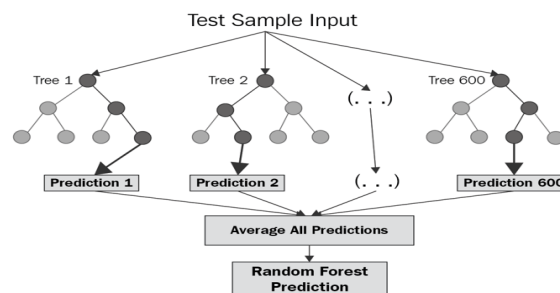 Test Sample Input
Tree 1
Tree 2
(. . .)
Tree 600
Prediction 1
Prediction 2
(. . .)
Prediction 600
Average All Predictions
Random Forest
Prediction